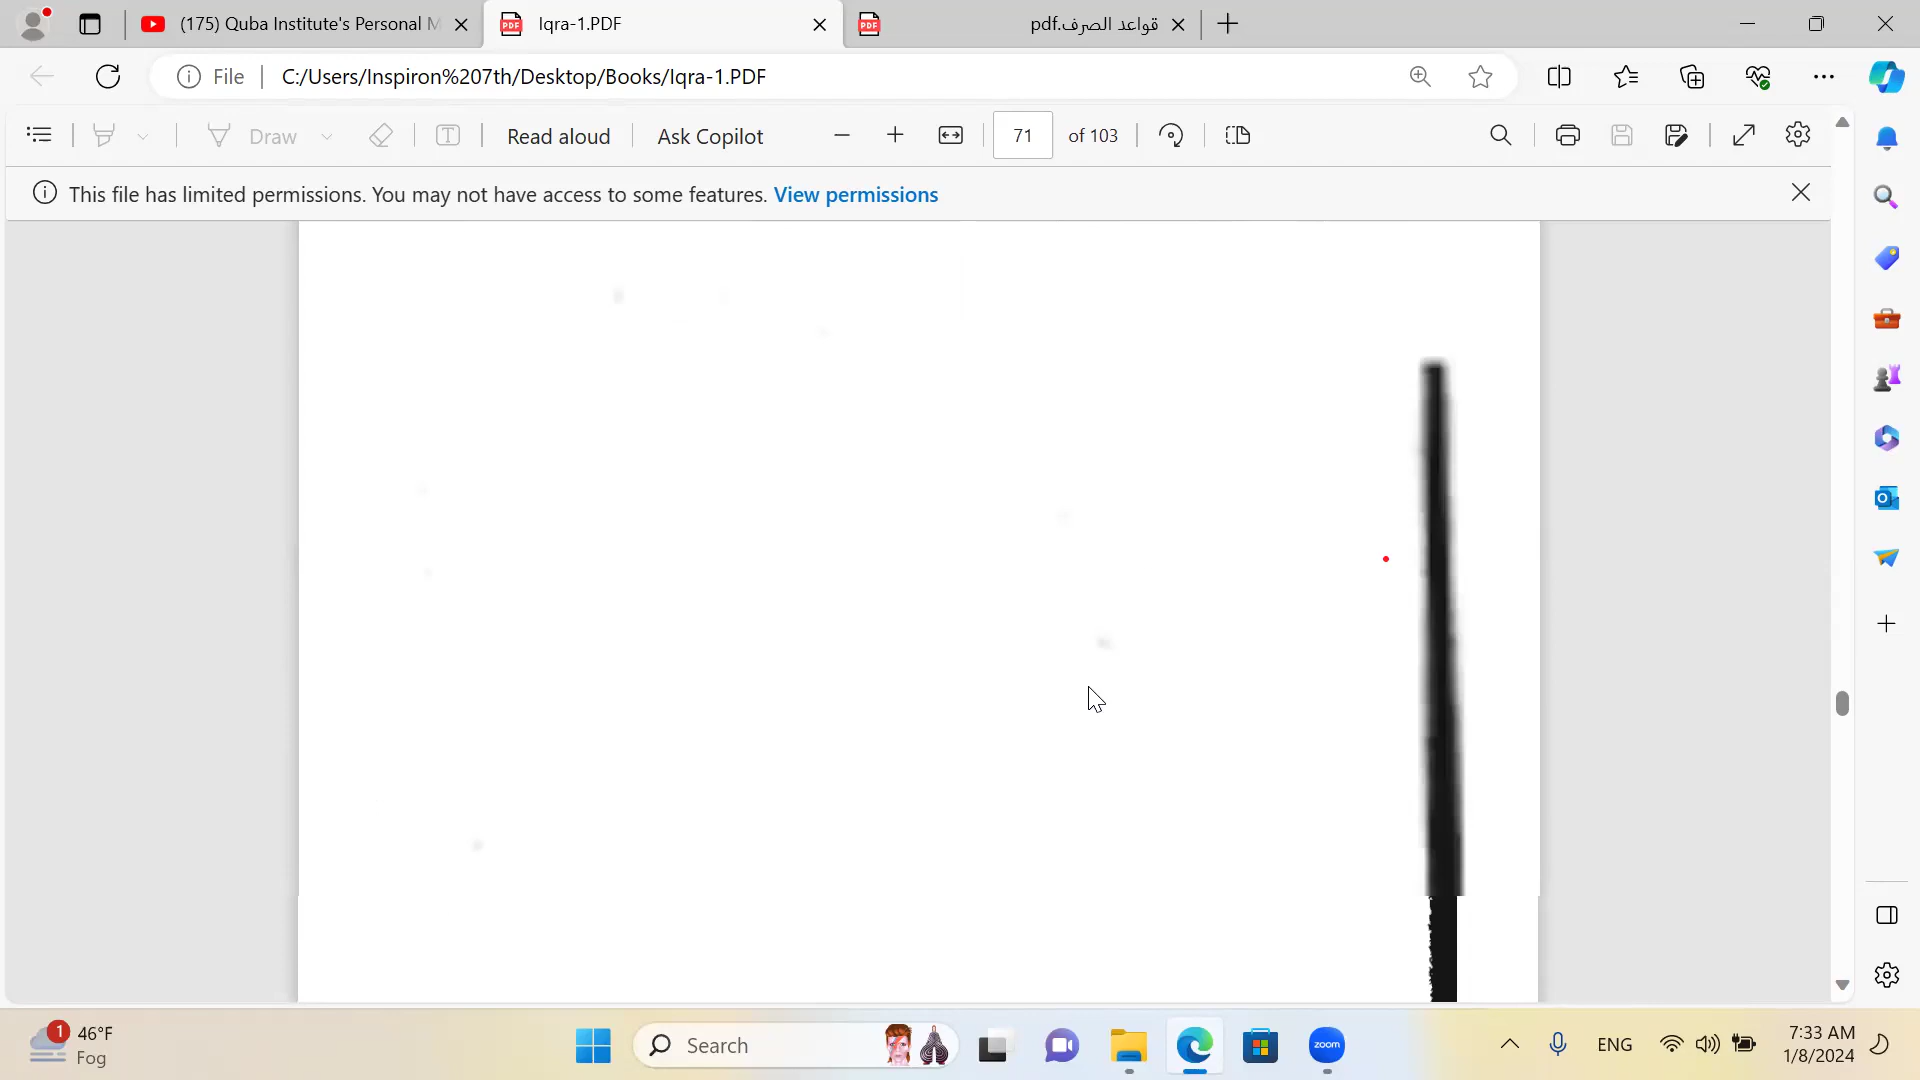 (175) Quba Institute's Personal M
Iqra-1.PDF
قواعد الصرف.pdf
File
C:/Users/Inspiron%207th/Desktop/Books/Iqra-1.PDF
Draw
Read aloud
Ask Copilot
71
of 103
This file has limited permissions. You may not have access to some features. View permissions
1
46°F
Fog
Search
zoom
ENG
7:33 AM
1/8/2024